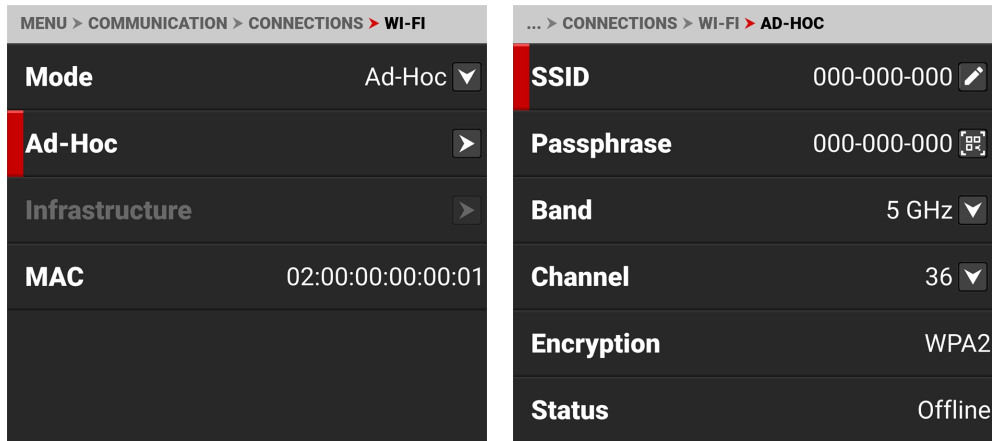 MENU > COMMUNICATION > CONNECTIONS > WI-FI
Mode Ad-Hoc
Ad-Hoc
Infrastructure
MAC 02:00:00:00:00:01
... > CONNECTIONS > WI-FI > AD-HOC
SSID 000-000-000
Passphrase 000-000-000
Band 5 GHz
Channel 36
Encryption WPA2
Status Offline